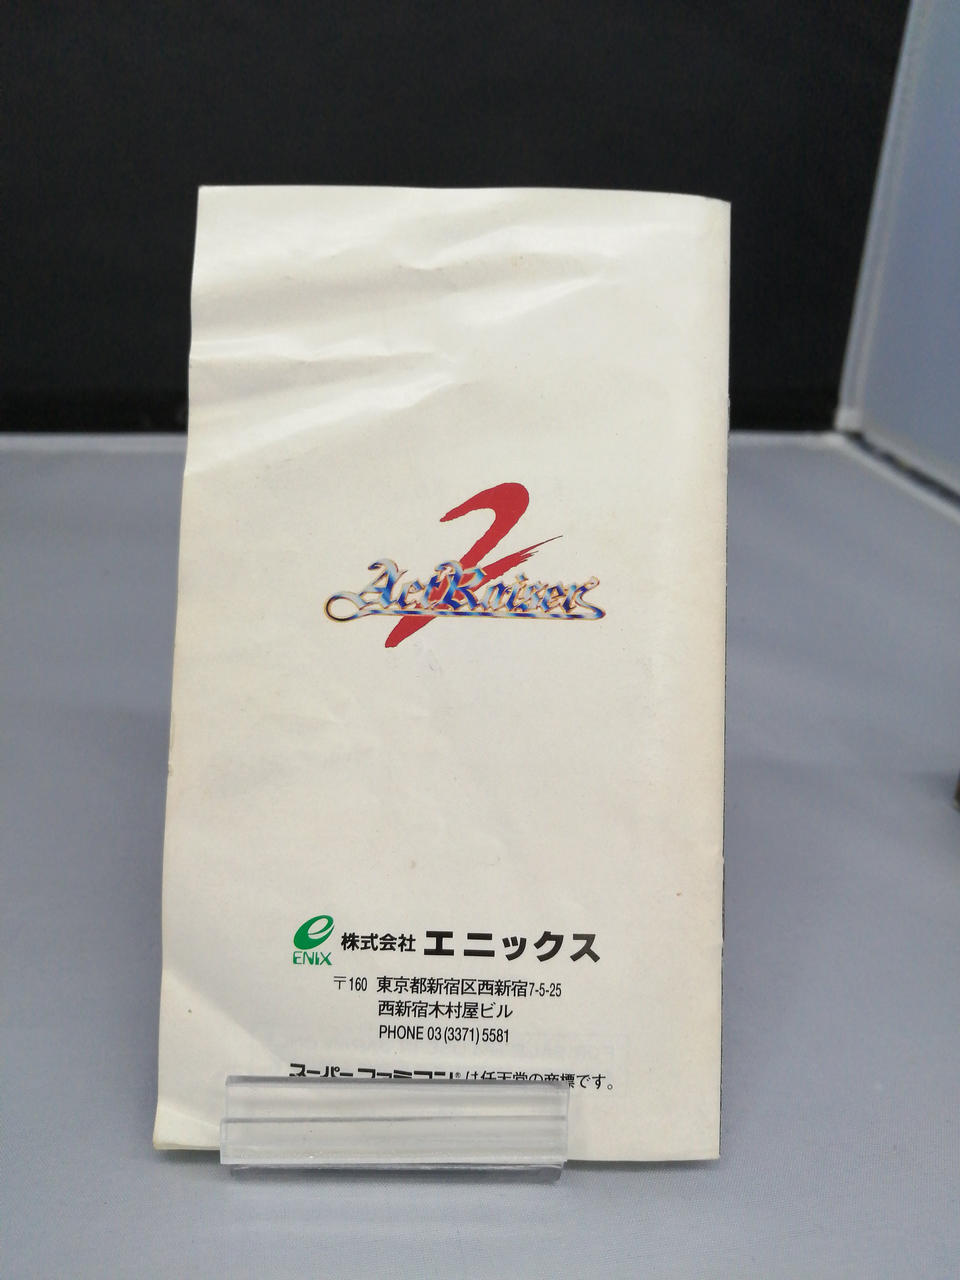 2
ActRaiser
ENIX
株式会社 エニックス
〒160 東京都新宿区西新宿7-5-25
西新宿木村屋ビル
PHONE 03(3371)5581
スーパーファミコン®は任天堂の商標です。